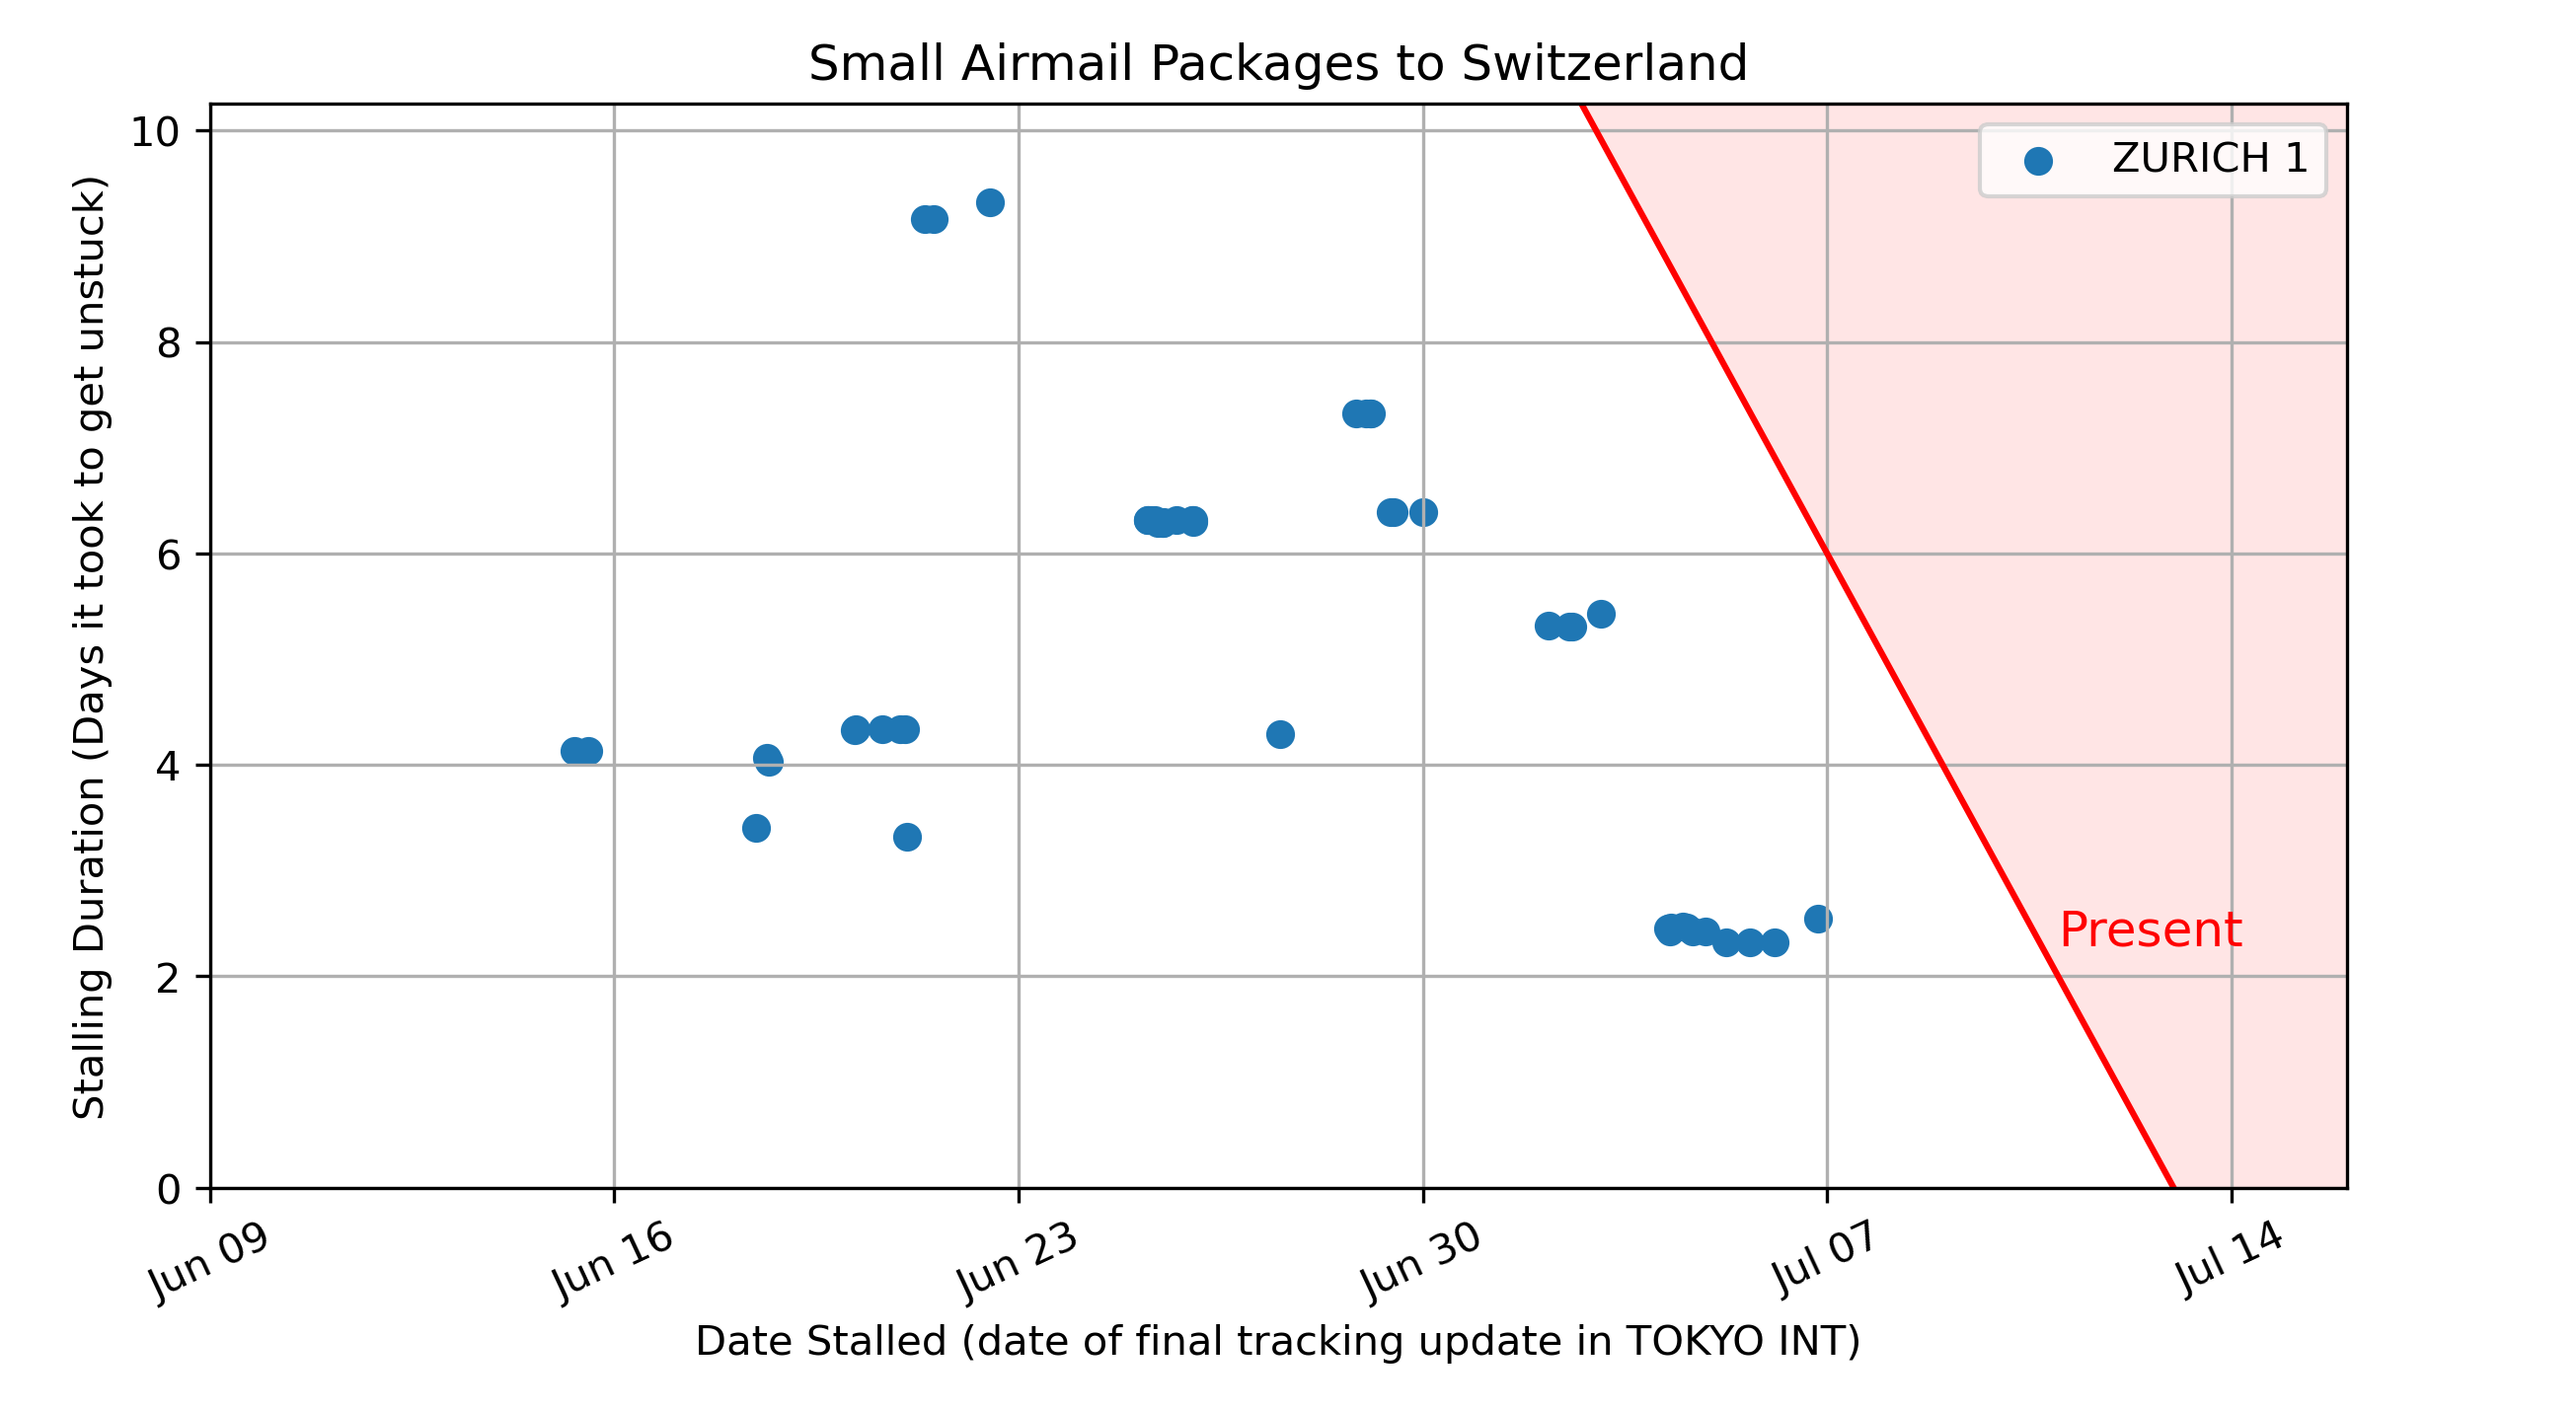 Small Airmail Packages to Switzerland
Stalling Duration (Days it took to get unstuck)
10
8
6
4
2
0
ZURICH 1
Present
Jun 09
Jun 16
Jun 23
Jun 30
Jul 07
Jul 14
Date Stalled (date of final tracking update in TOKYO INT)